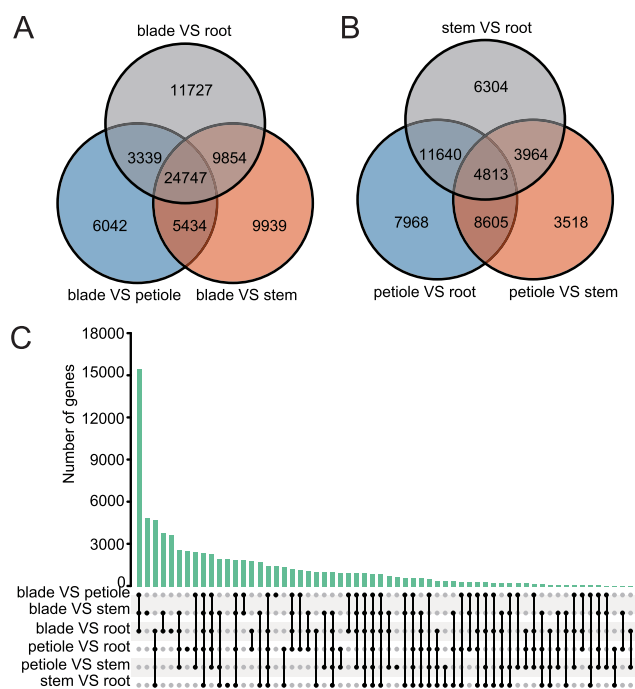 A
blade VS root
11727
3339
9854
24747
6042
5434
9939
blade VS petiole
blade VS stem
B
stem VS root
6304
11640
3964
4813
7968
8605
3518
petiole VS root
petiole VS stem
C
Number of genes
18000
15000
12000
9000
6000
3000
0
blade VS petiole
blade VS stem
blade VS root
petiole VS root
petiole VS stem
stem VS root